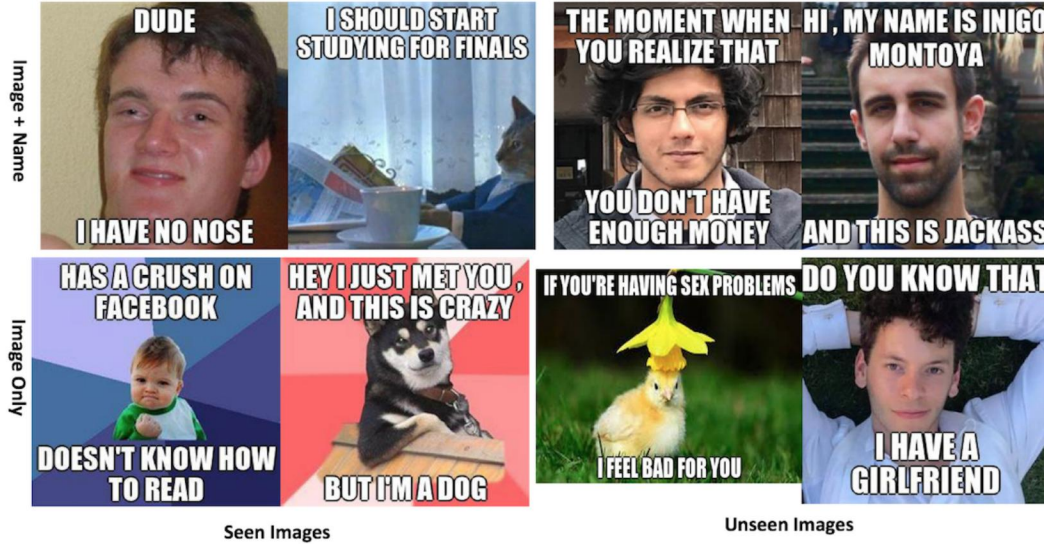 Image + Name
DUDE
I HAVE NO NOSE
I SHOULD START
STUDYING FOR FINALS
THE MOMENT WHEN
YOU REALIZE THAT
YOU DON'T HAVE
ENOUGH MONEY
HI, MY NAME IS INIGO
MONTOYA
AND THIS IS JACKASS
Image Only
HAS A CRUSH ON
FACEBOOK
DOESN'T KNOW HOW
TO READ
HEY I JUST MET YOU ,
AND THIS IS CRAZY
BUT I'M A DOG
IF YOU'RE HAVING SEX PROBLEMS
I FEEL BAD FOR YOU
DO YOU KNOW THAT
I HAVE A
GIRLFRIEND
Seen Images
Unseen Images